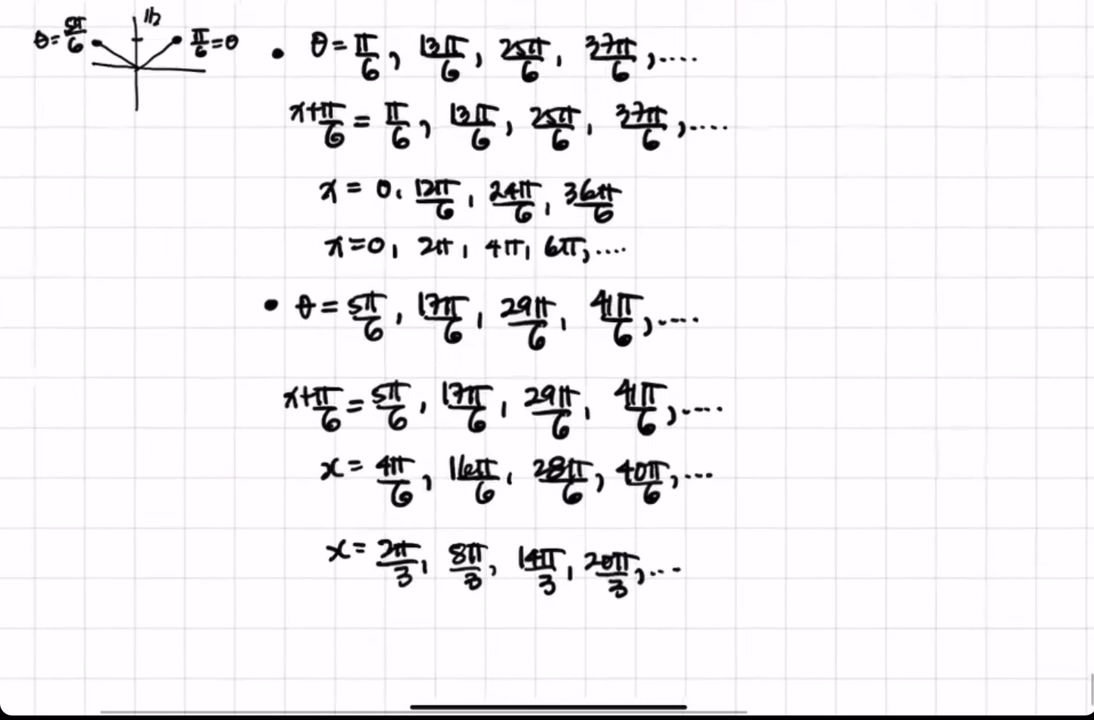 θ=5π/6 1/2 π/6=θ
• θ=π/6, 13π/6, 25π/6, 37π/6, ....
x+π/6 = π/6, 13π/6, 25π/6, 37π/6, ....
x = 0, 12π/6, 24π/6, 36π/6
x=0, 2π, 4π, 6π, ....
• θ = 5π/6, 17π/6, 29π/6, 41π/6, ....
x+π/6 = 5π/6, 17π/6, 29π/6, 41π/6, ....
x = 4π/6, 16π/6, 28π/6, 40π/6, ...
x = 2π/3, 8π/3, 14π/3, 20π/3, ...